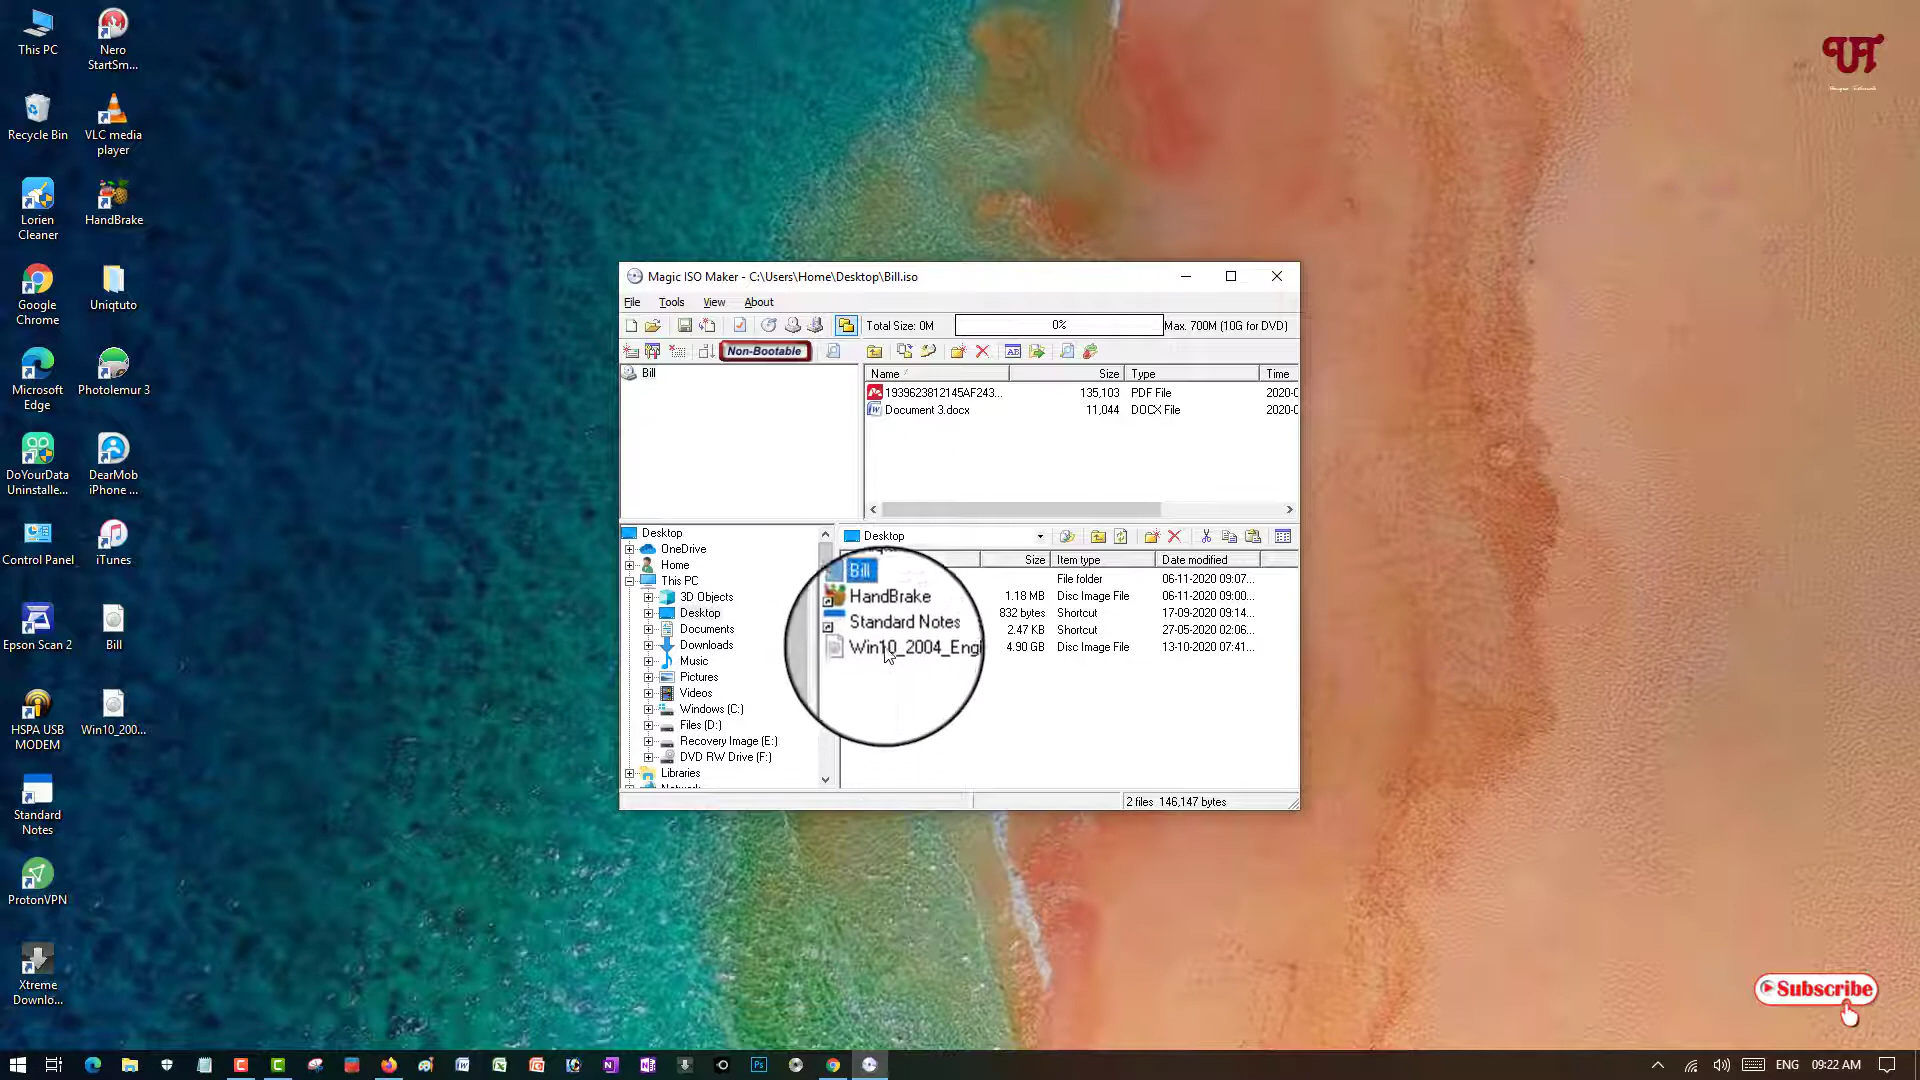 This PC
Nero
StartSm...
Recycle Bin
VLC media
player
Lorien
Cleaner
HandBrake
Google
Chrome
Uniqtuto
Microsoft
Edge
Photolemur 3
DoYourData
Uninstalle...
DearMob
iPhone ...
Control Panel
iTunes
Epson Scan 2
Bill
HSPA USB
MODEM
Win10_200...
Standard
Notes
ProtonVPN
Xtreme
Downlo...
UT
Magic ISO Maker - C:\Users\Home\Desktop\Bill.iso
File Tools View About
Total Size: 0M 0% Max. 700M (10G for DVD)
Non-Bootable
Bill
Name Size Type Time
1939623812145AF243... 135,103 PDF File 2020-0
Document 3.docx 11,044 DOCX File 2020-0
Desktop
OneDrive
Home
This PC
3D Objects
Desktop
Documents
Downloads
Music
Pictures
Videos
Windows (C:)
Files (D:)
Recovery Image (E:)
DVD RW Drive (F:)
Libraries
Desktop
Size Item type Date modified
File folder 06-11-2020 09:07...
Bill 1.18 MB Disc Image File 06-11-2020 09:00...
HandBrake 832 bytes Shortcut 17-09-2020 09:14...
Standard Notes 2.47 KB Shortcut 27-05-2020 02:06...
Win10_2004_Engl 4.90 GB Disc Image File 13-10-2020 07:41...
2 files 146,147 bytes
Subscribe
ENG 09:22 AM